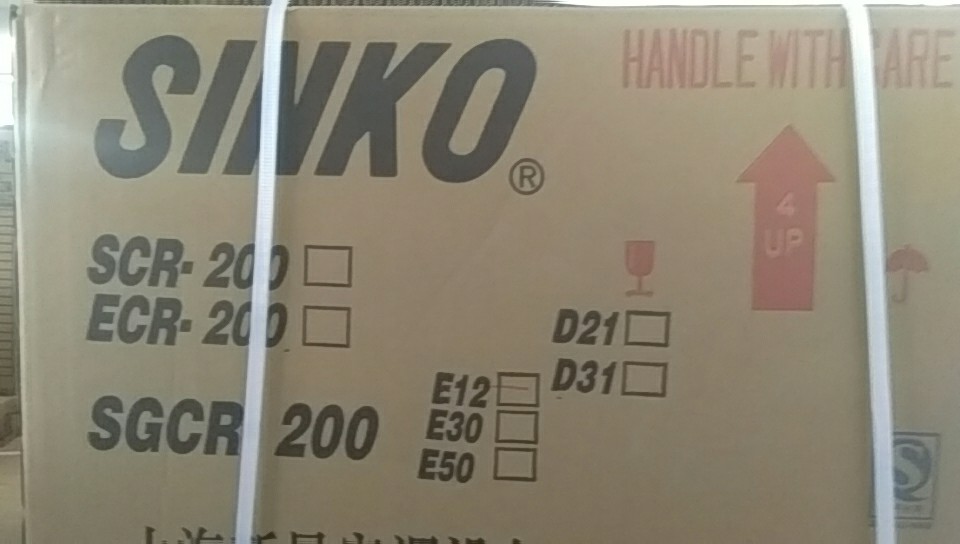 SINKO®
HANDLE WITH CARE
4
UP
SCR-200
ECR-200
D21
D31
E12
SGCR 200
E30
E50